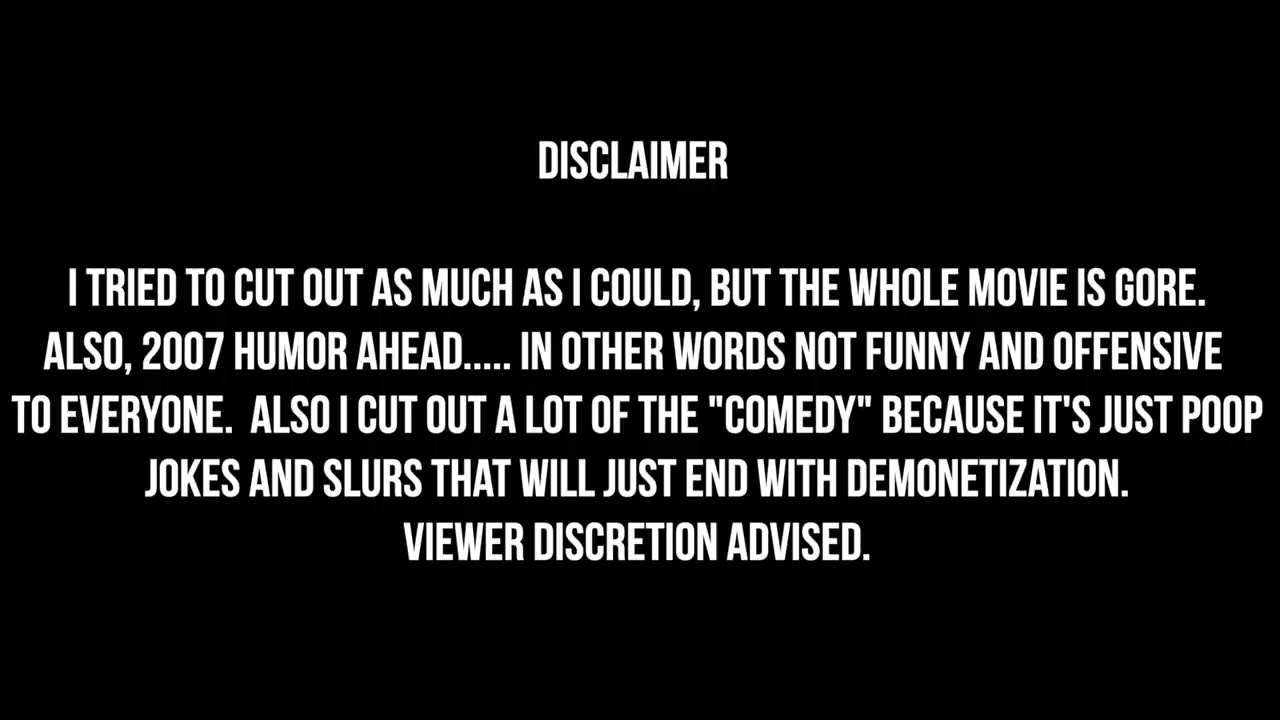 DISCLAIMER
I TRIED TO CUT OUT AS MUCH AS I COULD, BUT THE WHOLE MOVIE IS GORE.
ALSO, 2007 HUMOR AHEAD..... IN OTHER WORDS NOT FUNNY AND OFFENSIVE
TO EVERYONE.  ALSO I CUT OUT A LOT OF THE "COMEDY" BECAUSE IT'S JUST POOP
JOKES AND SLURS THAT WILL JUST END WITH DEMONETIZATION.
VIEWER DISCRETION ADVISED.